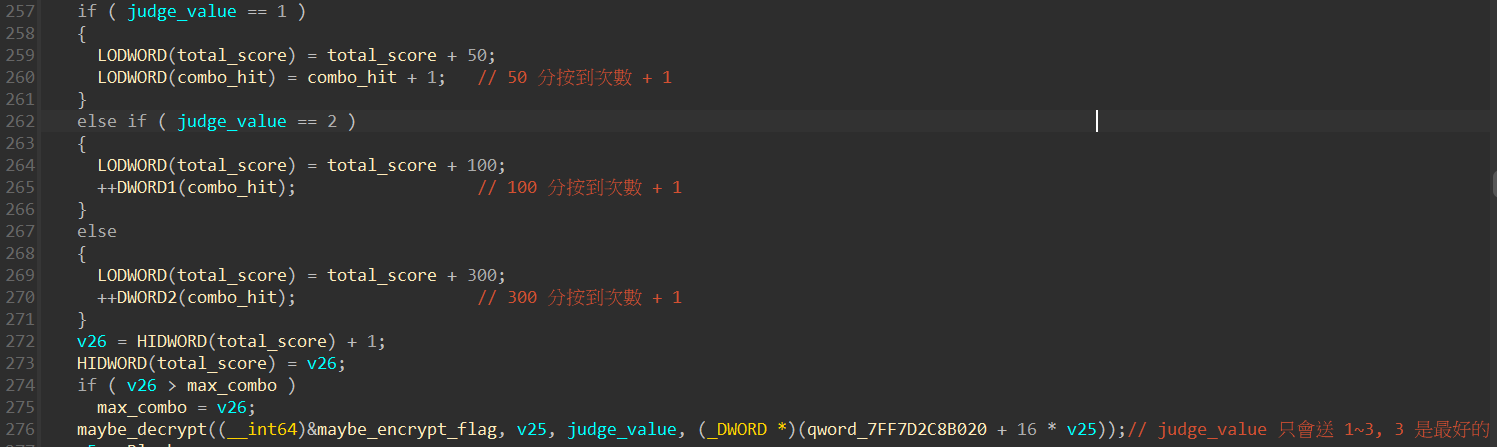 257 if ( judge_value == 1 )
258 {
259 LODWORD(total_score) = total_score + 50;
260 LODWORD(combo_hit) = combo_hit + 1; // 50 分按到次數 + 1
261 }
262 else if ( judge_value == 2 )
263 {
264 LODWORD(total_score) = total_score + 100;
265 ++DWORD1(combo_hit); // 100 分按到次數 + 1
266 }
267 else
268 {
269 LODWORD(total_score) = total_score + 300;
270 ++DWORD2(combo_hit); // 300 分按到次數 + 1
271 }
272 v26 = HIDWORD(total_score) + 1;
273 HIDWORD(total_score) = v26;
274 if ( v26 > max_combo )
275 max_combo = v26;
276 maybe_decrypt((__int64)&maybe_encrypt_flag, v25, judge_value, (_DWORD *)(qword_7FF7D2C8B020 + 16 * v25));// judge_value 只會送 1~3, 3 是最好的